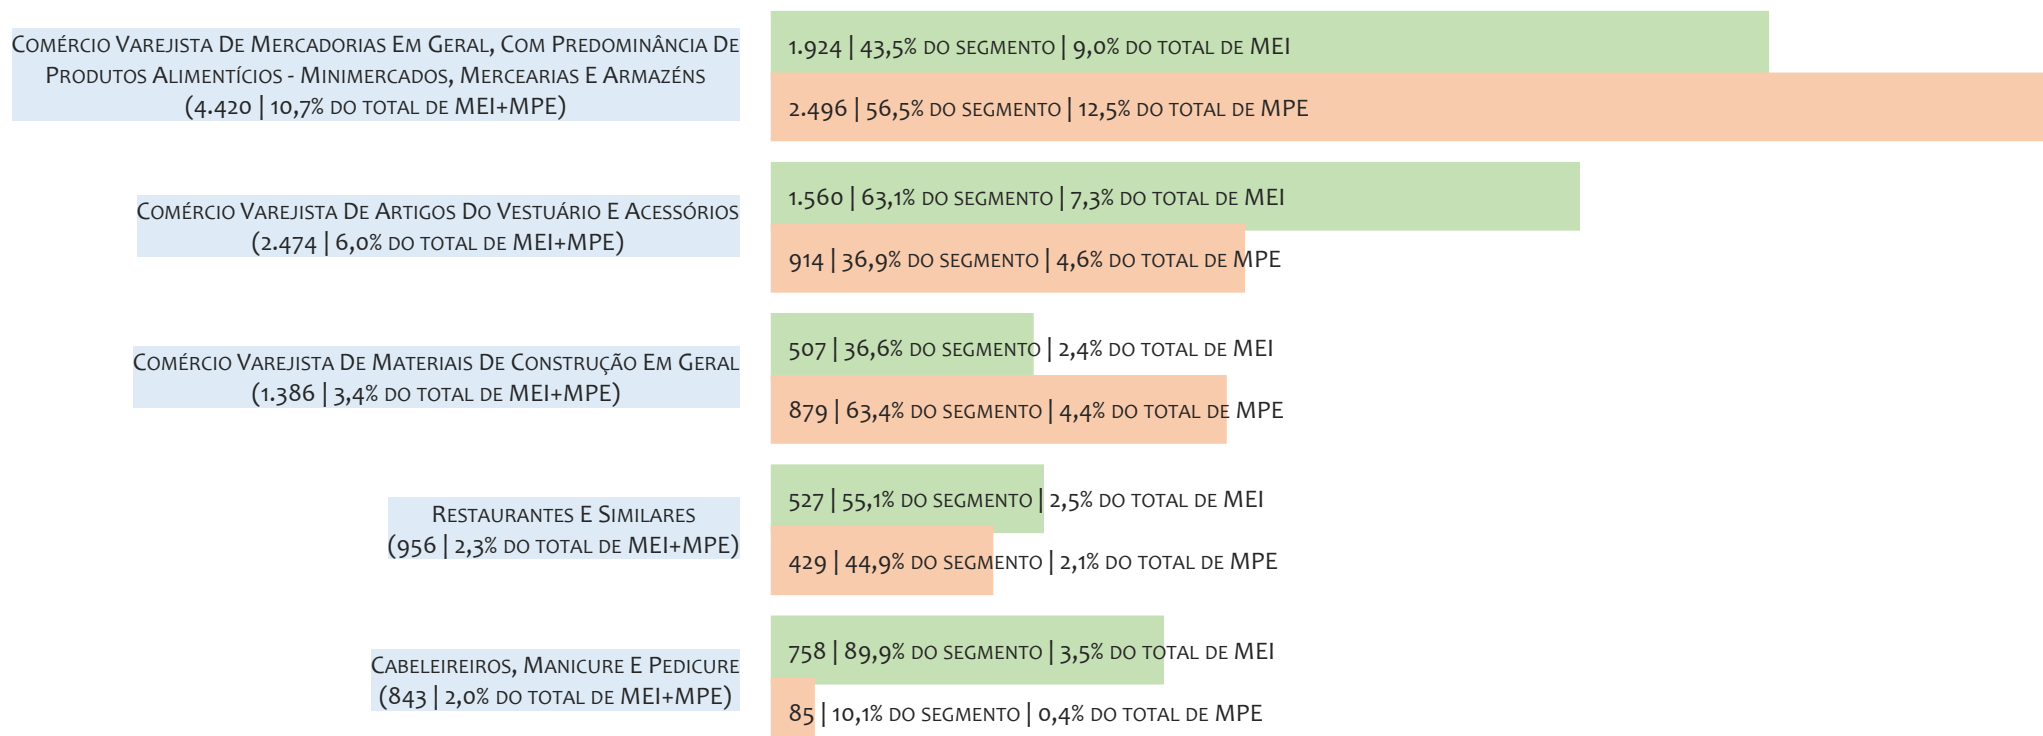 Comércio Varejista De Mercadorias Em Geral, Com Predominância De
Produtos Alimentícios - Minimercados, Mercearias E Armazéns
(4.420 | 10,7% do total de MEI+MPE)
1.924 | 43,5% do segmento | 9,0% do total de MEI
2.496 | 56,5% do segmento | 12,5% do total de MPE
Comércio Varejista De Artigos Do Vestuário E Acessórios
(2.474 | 6,0% do total de MEI+MPE)
1.560 | 63,1% do segmento | 7,3% do total de MEI
914 | 36,9% do segmento | 4,6% do total de MPE
Comércio Varejista De Materiais De Construção Em Geral
(1.386 | 3,4% do total de MEI+MPE)
507 | 36,6% do segmento | 2,4% do total de MEI
879 | 63,4% do segmento | 4,4% do total de MPE
Restaurantes E Similares
(956 | 2,3% do total de MEI+MPE)
527 | 55,1% do segmento | 2,5% do total de MEI
429 | 44,9% do segmento | 2,1% do total de MPE
Cabeleireiros, Manicure E Pedicure
(843 | 2,0% do total de MEI+MPE)
758 | 89,9% do segmento | 3,5% do total de MEI
85 | 10,1% do segmento | 0,4% do total de MPE